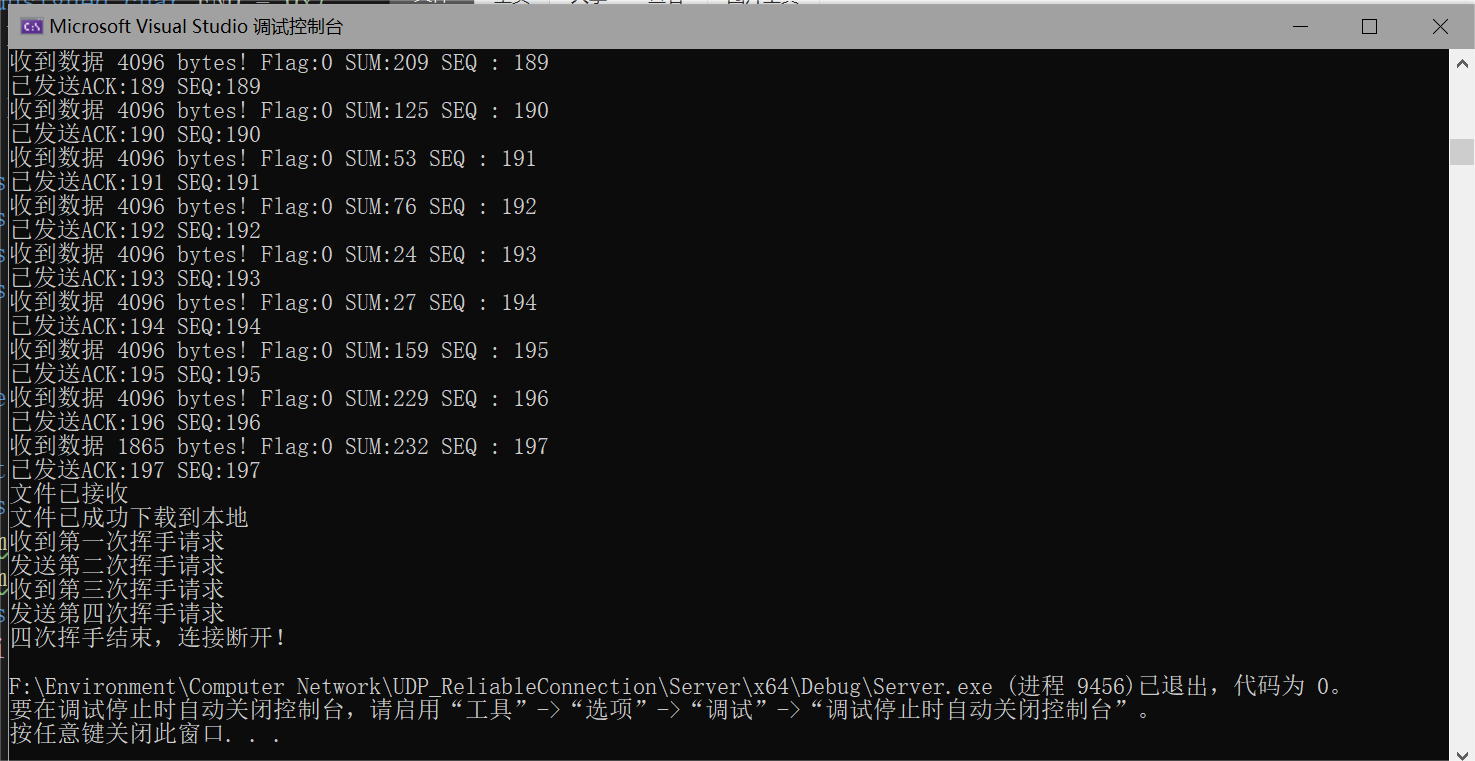 Microsoft Visual Studio 调试控制台
收到数据 4096 bytes! Flag:0 SUM:209 SEQ : 189
已发送ACK:189 SEQ:189
收到数据 4096 bytes! Flag:0 SUM:125 SEQ : 190
已发送ACK:190 SEQ:190
收到数据 4096 bytes! Flag:0 SUM:53 SEQ : 191
已发送ACK:191 SEQ:191
收到数据 4096 bytes! Flag:0 SUM:76 SEQ : 192
已发送ACK:192 SEQ:192
收到数据 4096 bytes! Flag:0 SUM:24 SEQ : 193
已发送ACK:193 SEQ:193
收到数据 4096 bytes! Flag:0 SUM:27 SEQ : 194
已发送ACK:194 SEQ:194
收到数据 4096 bytes! Flag:0 SUM:159 SEQ : 195
已发送ACK:195 SEQ:195
收到数据 4096 bytes! Flag:0 SUM:229 SEQ : 196
已发送ACK:196 SEQ:196
收到数据 1865 bytes! Flag:0 SUM:232 SEQ : 197
已发送ACK:197 SEQ:197
文件已接收
文件已成功下载到本地
收到第一次挥手请求
发送第二次挥手请求
收到第三次挥手请求
发送第四次挥手请求
四次挥手结束，连接断开!
F:\Environment\Computer Network\UDP_ReliableConnection\Server\x64\Debug\Server.exe (进程 9456)已退出，代码为 0。
要在调试停止时自动关闭控制台，请启用“工具”->“选项”->“调试”->“调试停止时自动关闭控制台”。
按任意键关闭此窗口. . .